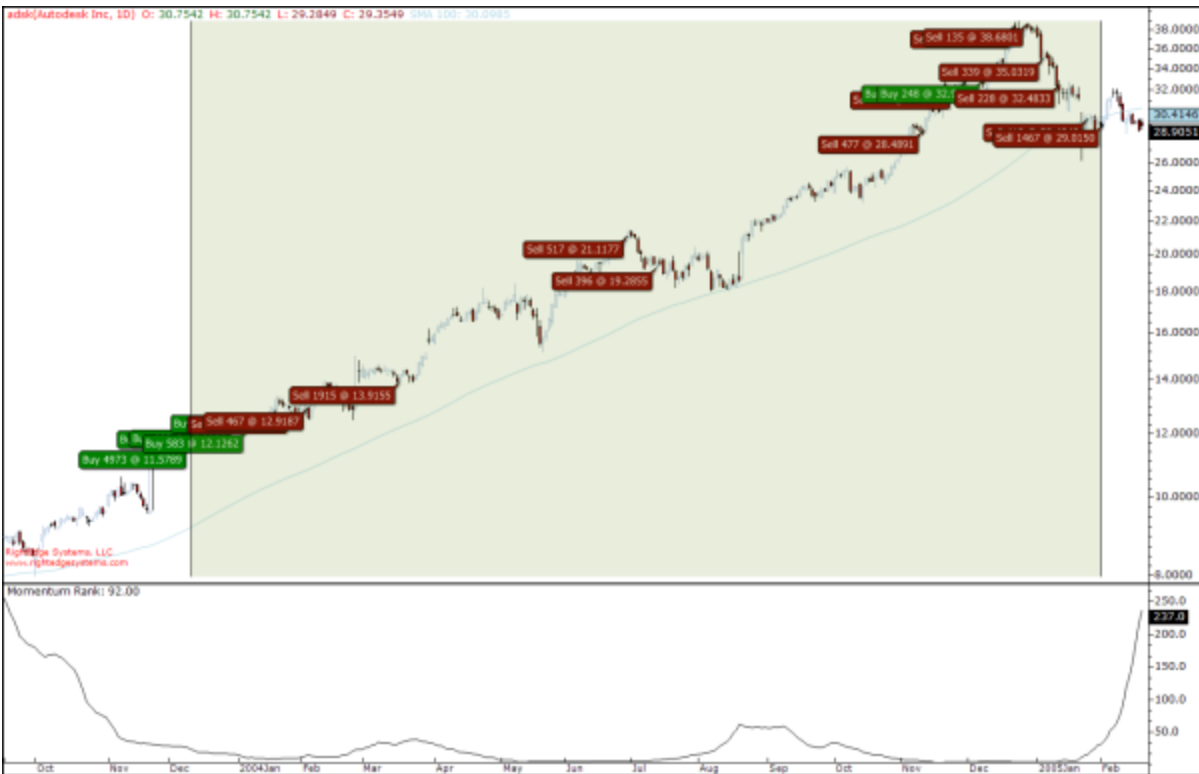 adsk(Autodesk Inc, 1D) O: 30.7542 H: 30.7542 L: 29.2849 C: 29.3549 SMA 100: 30.0985
38.0000
36.0000
34.0000
32.0000
30.4146
28.9051
26.0000
24.0000
22.0000
20.0000
18.0000
16.0000
14.0000
12.0000
10.0000
8.0000
Sell 135 @ 38.6801
Sell 339 @ 35.0319
Buy 248 @
Sell 228 @ 32.4833
Sell 1467 @ 29.0150
Sell 477 @ 28.4891
Sell 517 @ 21.1177
Sell 396 @ 19.2855
Sell 1915 @ 13.9155
Sell 467 @ 12.9187
Buy 583 @ 12.1262
Buy 4973 @ 11.5789
RightEdge Systems, LLC
www.rightedgesystems.com
Momentum Rank: 92.00
250.0
237.0
200.0
150.0
100.0
50.0
Oct Nov Dec 2004Jan Feb Mar Apr May Jun Jul Aug Sep Oct Nov Dec 2005Jan Feb